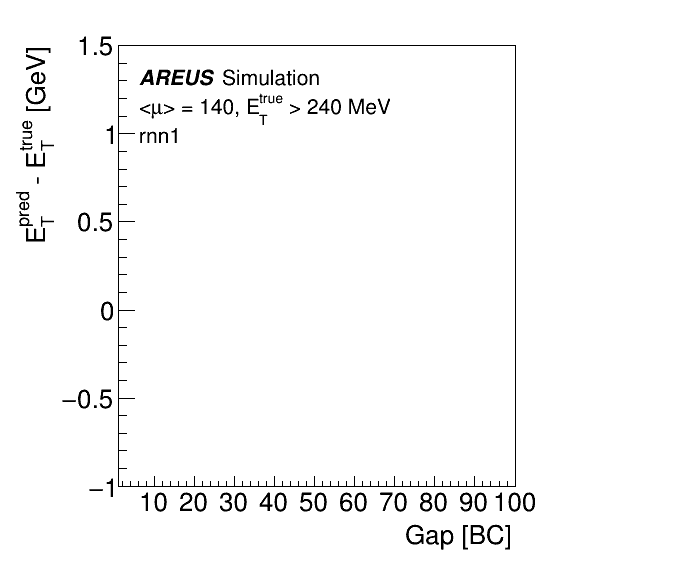 E_T^pred - E_T^true [GeV]
1.5
1
0.5
0
−0.5
−1
AREUS Simulation
<μ> = 140, E_T^true > 240 MeV
rnn1
10 20 30 40 50 60 70 80 90 100
Gap [BC]